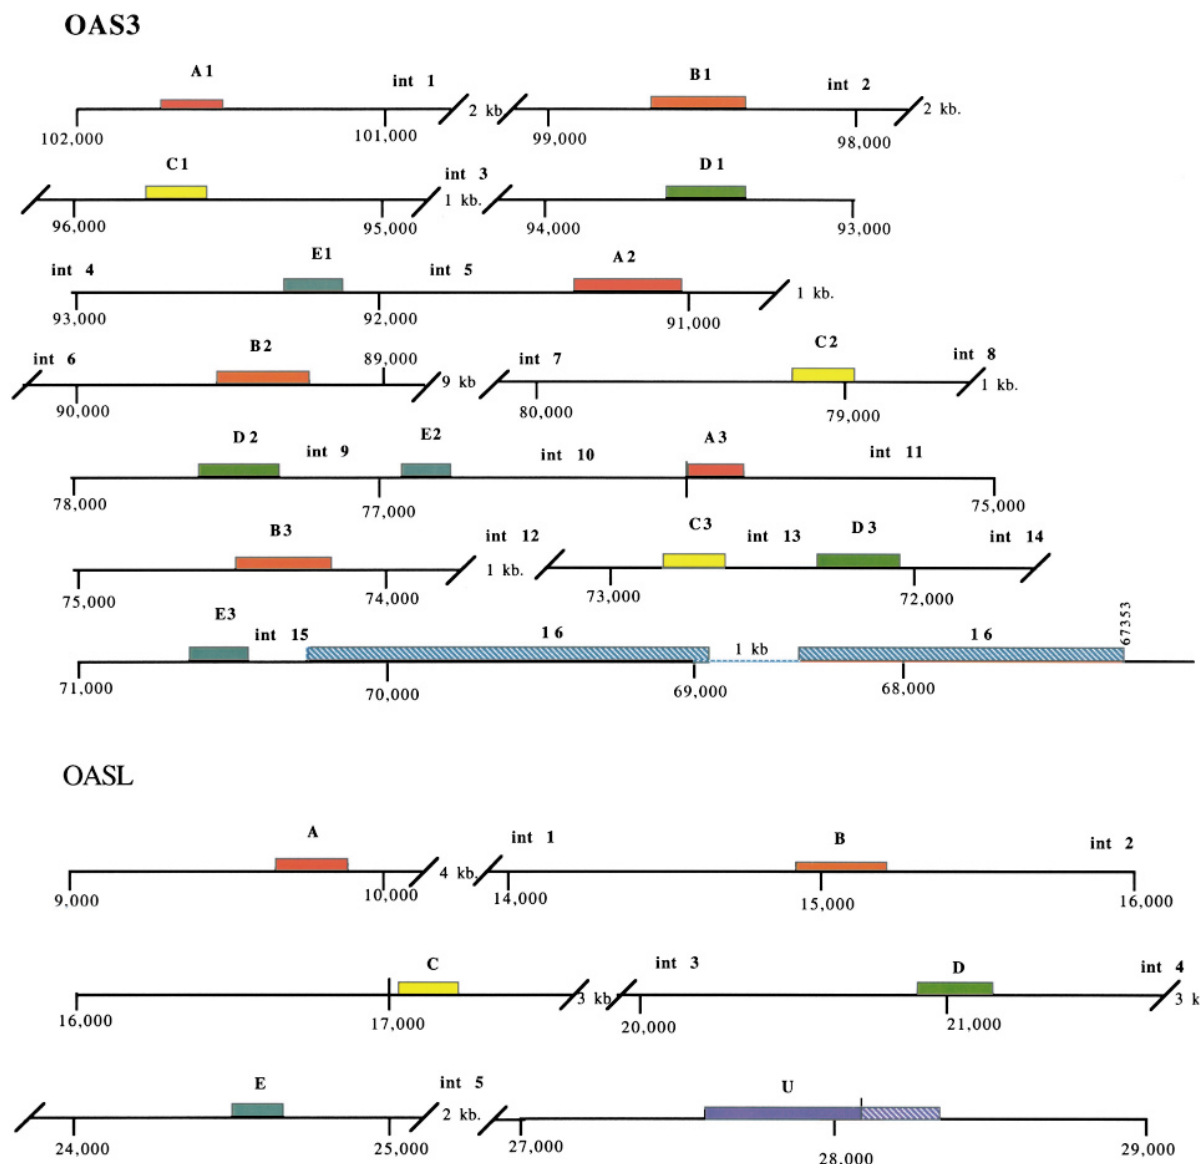 OAS3
A1 int 1 B1 int 2
2 kb. 2 kb.
102,000 101,000 99,000 98,000
C1 int 3 D1
1 kb.
96,000 95,000 94,000 93,000
int 4 E1 int 5 A2
1 kb.
93,000 92,000 91,000
int 6 B2 89,000 int 7 C2 int 8
9 kb 1 kb.
90,000 80,000 79,000
D2 int 9 E2 int 10 A3 int 11
78,000 77,000 75,000
B3 int 12 C3 int 13 D3 int 14
1 kb.
75,000 74,000 73,000 72,000
E3 int 15 16 1 kb 16 67353
71,000 70,000 69,000 68,000
OASL
A int 1 B int 2
4 kb.
9,000 10,000 14,000 15,000 16,000
C int 3 D int 4
3 kb 3 k
16,000 17,000 20,000 21,000
E int 5 U
2 kb.
24,000 25,000 27,000 28,000 29,000